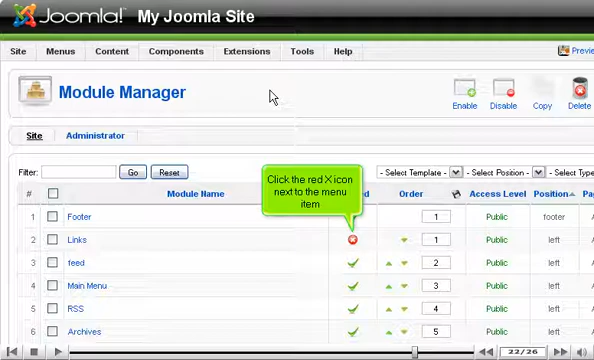 Joomla! My Joomla Site
Site Menus Content Components Extensions Tools Help Previe
Module Manager
Enable Disable Copy Delete
Site Administrator
Filter: Go Reset - Select Template - - Select Position - - Select Type
Click the red X icon
next to the menu
item
# Module Name d Order Access Level Position Pa
1 Footer 1 Public footer A
2 Links 1 Public left A
3 feed 2 Public left A
4 Main Menu 3 Public left A
5 RSS 4 Public left A
6 Archives 5 Public left A
22/26